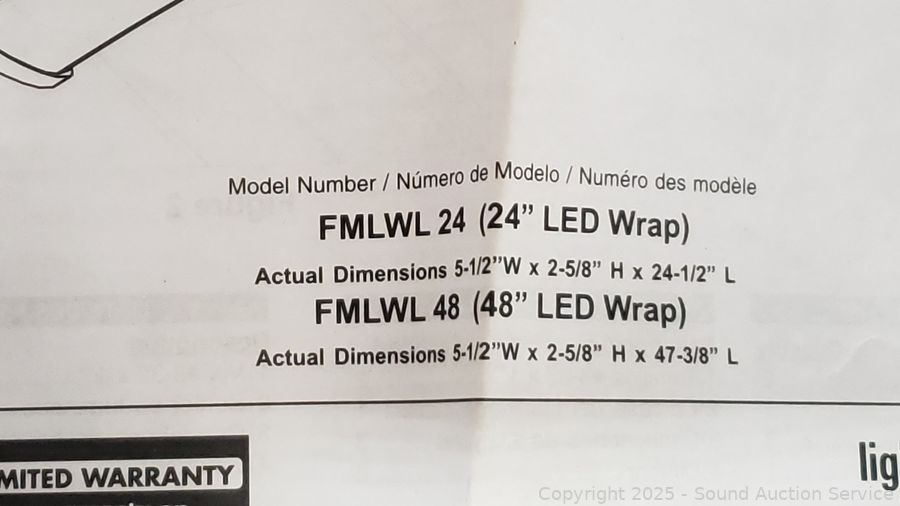 Model Number / Número de Modelo / Numéro des modèle
FMLWL 24 (24” LED Wrap)
Actual Dimensions 5-1/2”W x 2-5/8” H x 24-1/2” L
FMLWL 48 (48” LED Wrap)
Actual Dimensions 5-1/2”W x 2-5/8” H x 47-3/8” L
MITED WARRANTY
lig
Copyright 2025 - Sound Auction Service